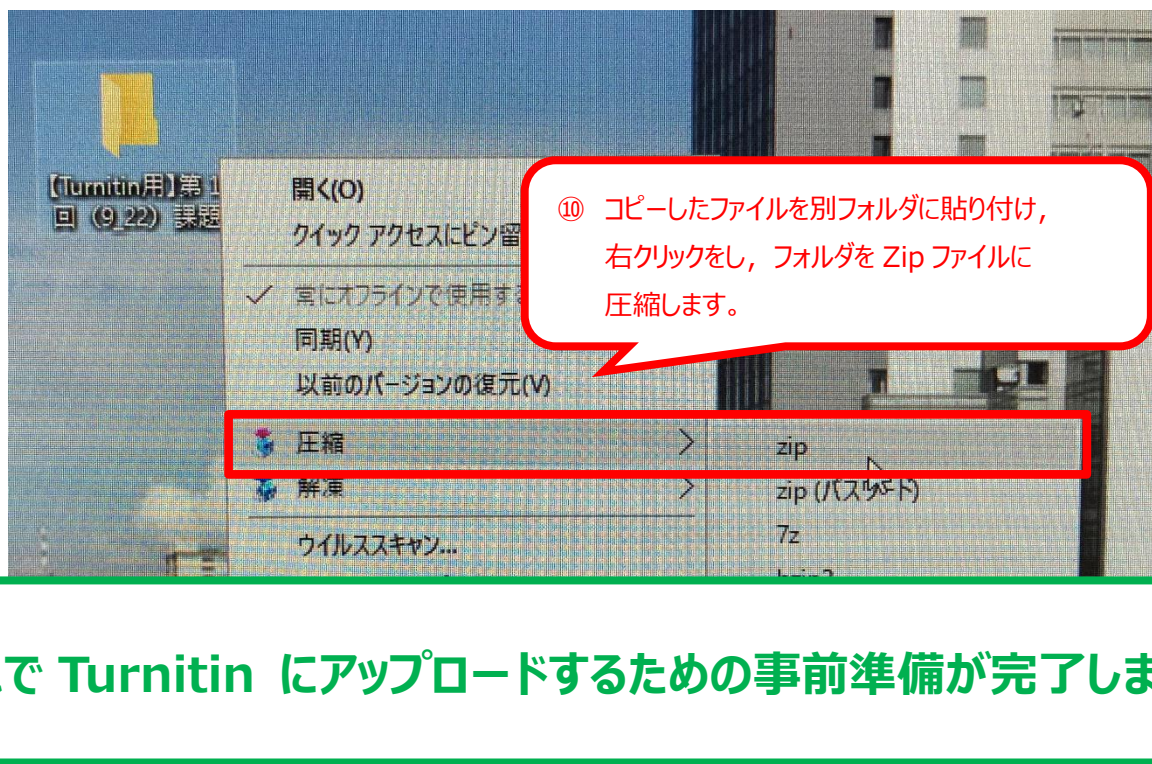 【Turnitin用】第 1
回（9_22）課題
開く(O)
クイック アクセスにピン留
常にオフラインで使用する
同期(Y)
以前のバージョンの復元(V)
⑩ コピーしたファイルを別フォルダに貼り付け，
右クリックをし，フォルダを Zip ファイルに
圧縮します。
圧縮
zip
解凍
zip (パスワード)
ウイルススキャン...
7z
で Turnitin にアップロードするための事前準備が完了しま